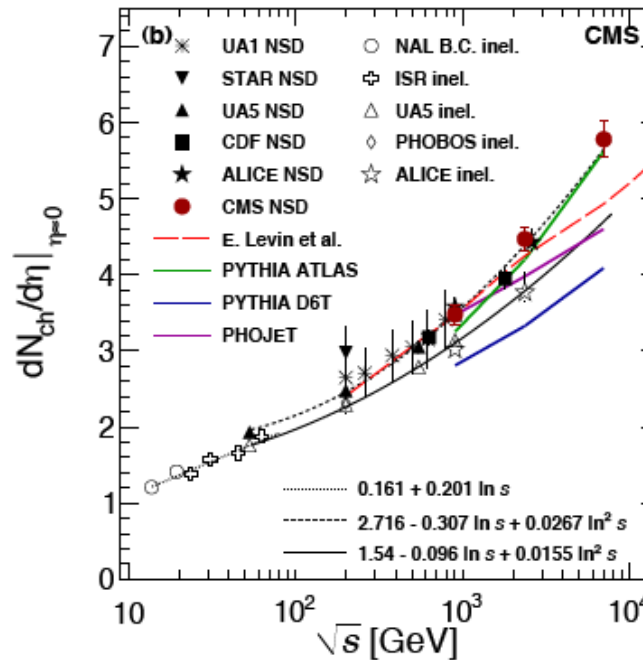 (b) CMS
UA1 NSD NAL B.C. inel.
STAR NSD ISR inel.
UA5 NSD UA5 inel.
CDF NSD PHOBOS inel.
ALICE NSD ALICE inel.
CMS NSD
E. Levin et al.
PYTHIA ATLAS
PYTHIA D6T
PHOJET
0.161 + 0.201 ln s
2.716 - 0.307 ln s + 0.0267 ln² s
1.54 - 0.096 ln s + 0.0155 ln² s
dN_ch/dη|_η≈0
7
6
5
4
3
2
1
0
10 10² 10³ 10⁴
√s [GeV]